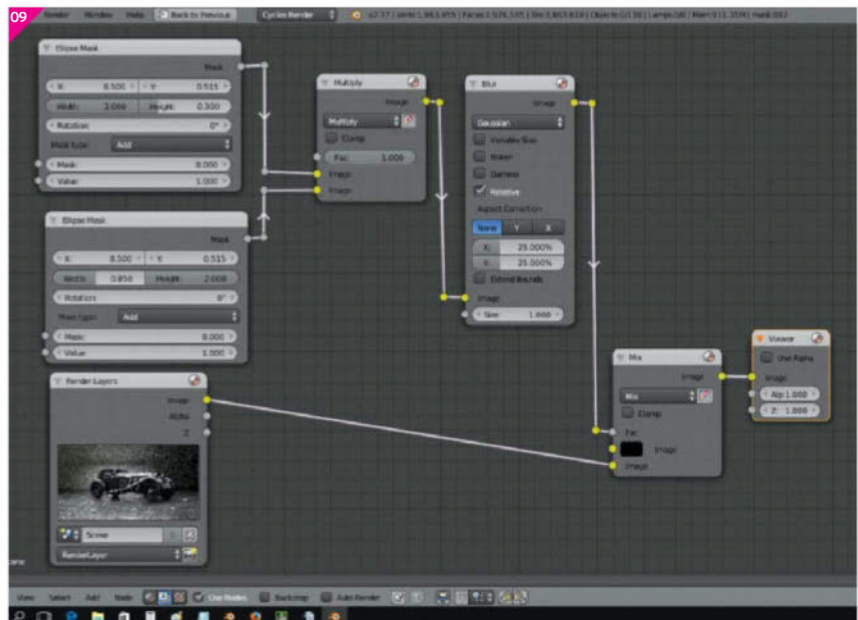 09
Render Window Help Back to Previous Cycles Render
Ellipse Mask
Mask
X: 8.500 Y: 0.515
Width: 2.000 Height: 0.300
Rotation: 0°
Mask type: Add
Mask: 0.000
Value: 1.000
Ellipse Mask
Mask
X: 8.500 Y: 0.515
Width: 0.850 Height: 2.000
Rotation: 0°
Mask type: Add
Mask: 0.000
Value: 1.000
Render Layers
Image
Alpha
Z
Scene
RenderLayer
Multiply
Image
Multiply
Clamp
Fac: 1.000
Image
Image
Blur
Image
Gaussian
Variable Size
Bokeh
Gamma
Relative
Aspect Correction
None Y X
X: 25.000%
Y: 25.000%
Extend Bounds
Image
Size: 1.000
Mix
Image
Mix
Clamp
Fac
Image
Image
Viewer
Use Alpha
Image
Alp: 1.000
Z: 1.000
View Select Add Node Use Nodes Backdrop Auto Render